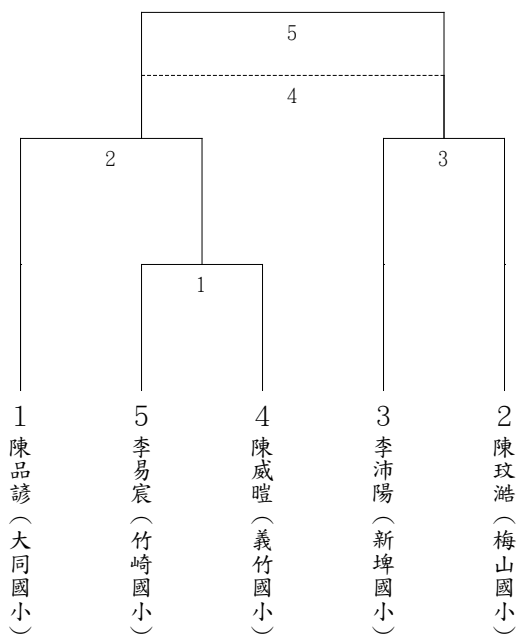 5
4
2
3
1
1
陳品諺（大同國小）
5
李易宸（竹崎國小）
4
陳威暟（義竹國小）
3
李沛陽（新埤國小）
2
陳玟澔（梅山國小）